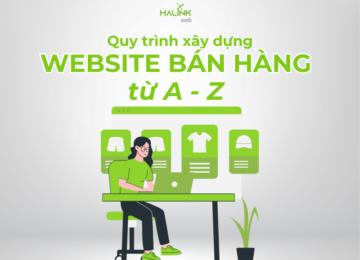 HALINK
web
Quy trình xây dựng
WEBSITE BÁN HÀNG
từ A - Z